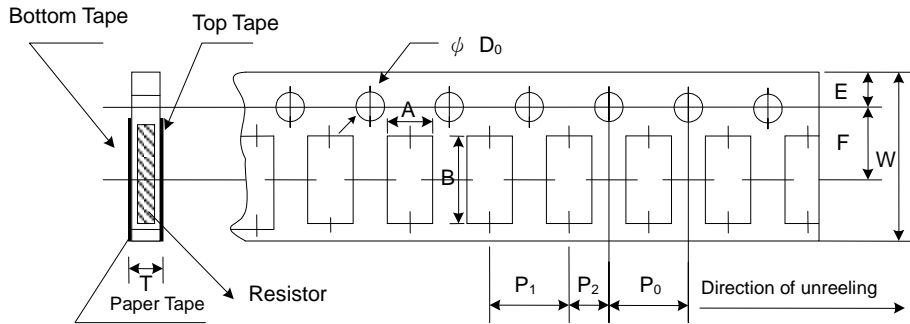 Bottom Tape
Top Tape
ψ D₀
A
E
F
W
B
T
Paper Tape
Resistor
P₁
P₂
P₀
Direction of unreeling